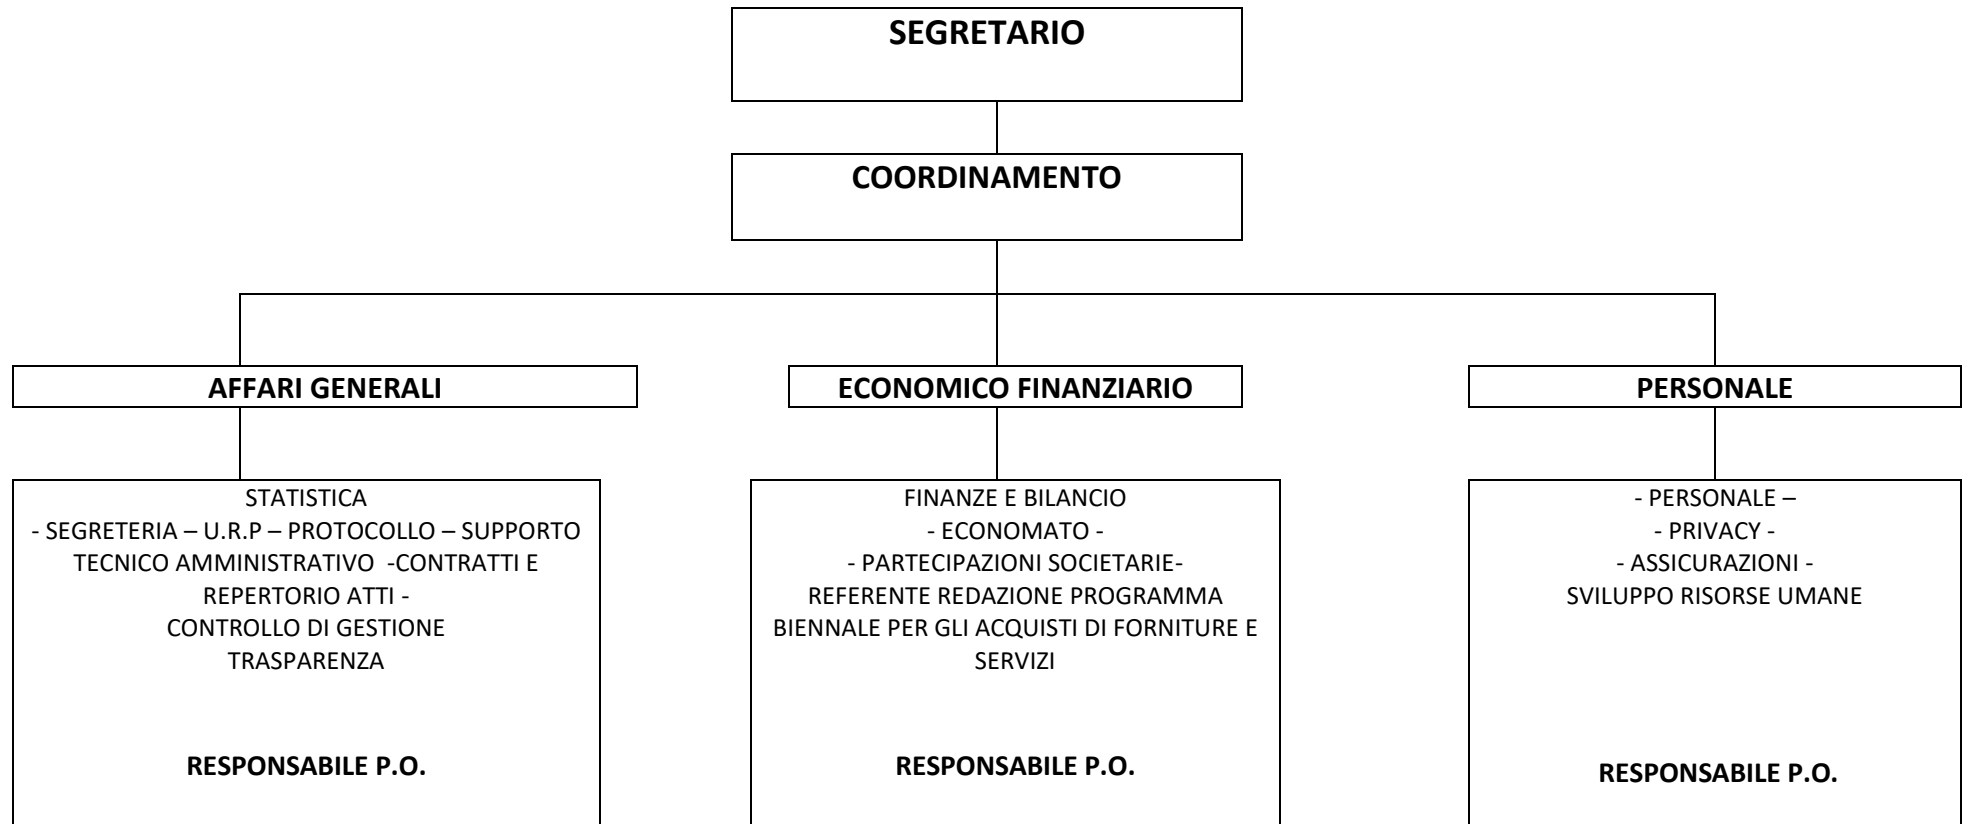 SEGRETARIO
COORDINAMENTO
AFFARI GENERALI
ECONOMICO FINANZIARIO
PERSONALE
STATISTICA
- SEGRETERIA – U.R.P – PROTOCOLLO – SUPPORTO
TECNICO AMMINISTRATIVO -CONTRATTI E
REPERTORIO ATTI -
CONTROLLO DI GESTIONE
TRASPARENZA
RESPONSABILE P.O.
FINANZE E BILANCIO
- ECONOMATO -
- PARTECIPAZIONI SOCIETARIE-
REFERENTE REDAZIONE PROGRAMMA
BIENNALE PER GLI ACQUISTI DI FORNITURE E
SERVIZI
RESPONSABILE P.O.
- PERSONALE –
- PRIVACY -
- ASSICURAZIONI -
SVILUPPO RISORSE UMANE
RESPONSABILE P.O.